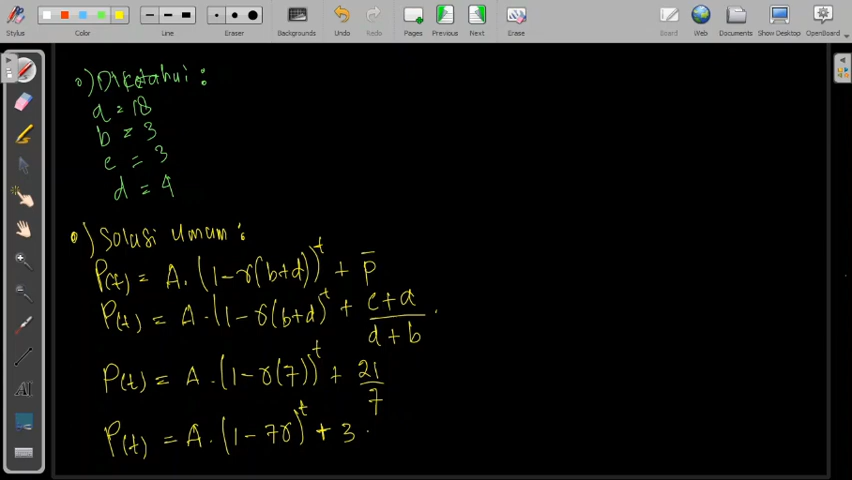 Stylus
Color
Line
Eraser
Backgrounds
Undo
Redo
Pages
Previous
Next
Erase
Board
Web
Documents
Show Desktop
OpenBoard
•) Diketahui :
a = 18
b = 3
c = 3
d = 4
•) Solusi Umum :
P(t) = A . (1 - γ(b+d))^t + P̄
P(t) = A . (1 - γ(b+d)^t + (c+a)/(d+b) .
P(t) = A . (1 - γ(7))^t + 21/7
P(t) = A . (1 - 7γ)^t + 3 .